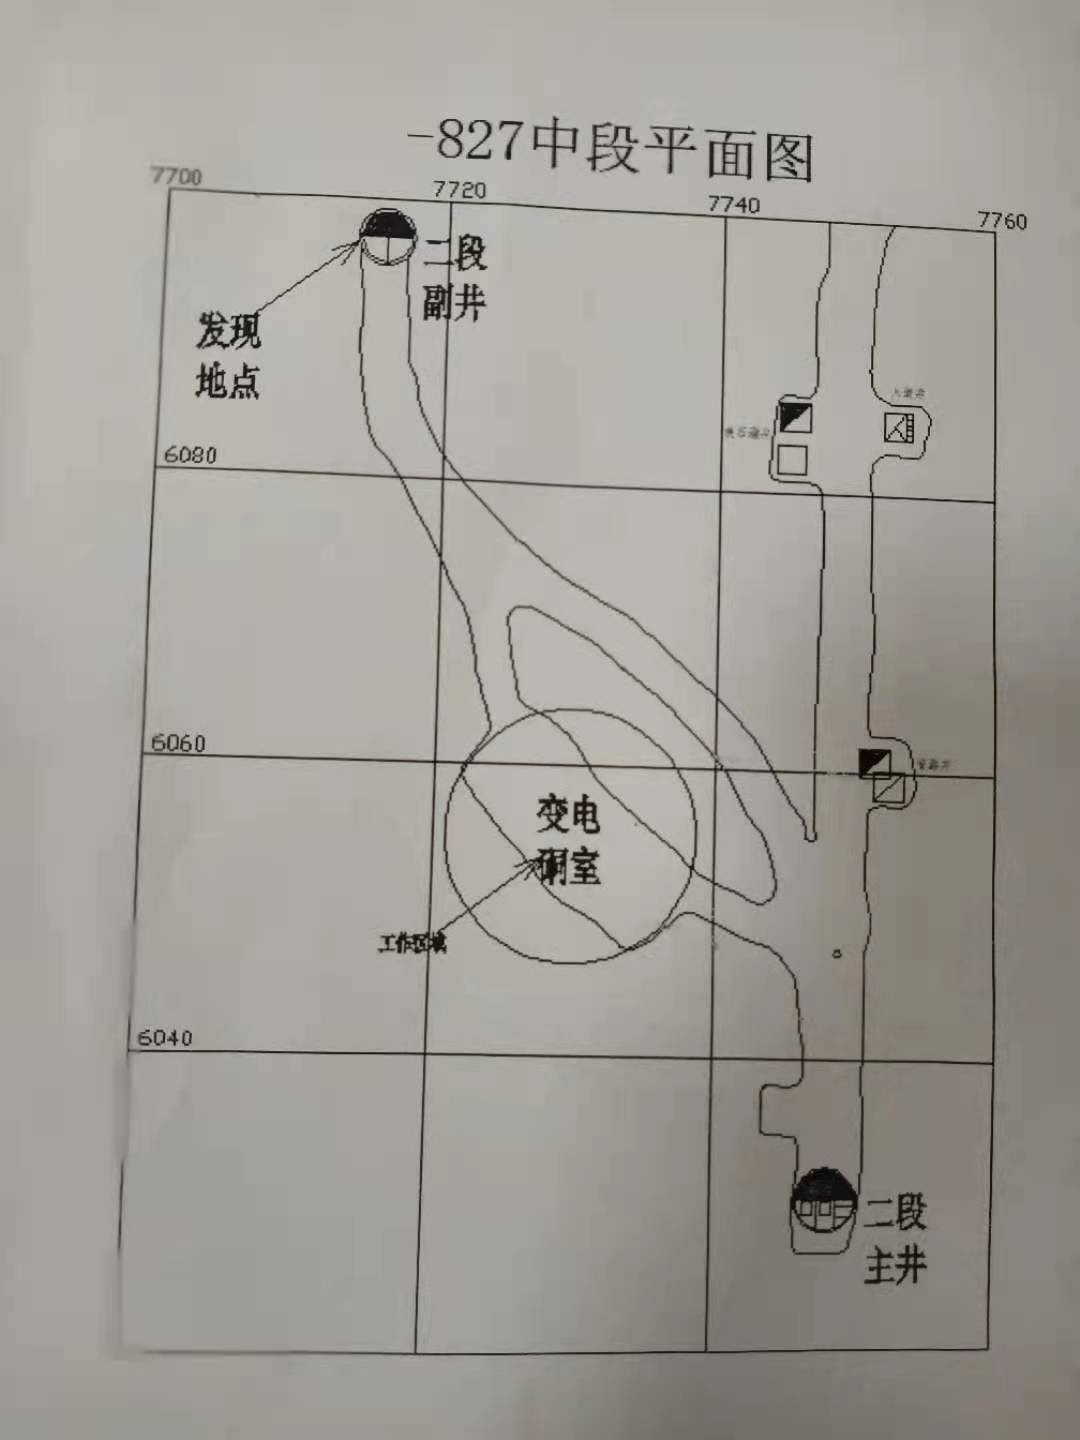 -827中段平面图
7700
7720
7740
7760
二段
副井
发现
地点
6080
6060
变电
硐室
工作区域
6040
二段
主井